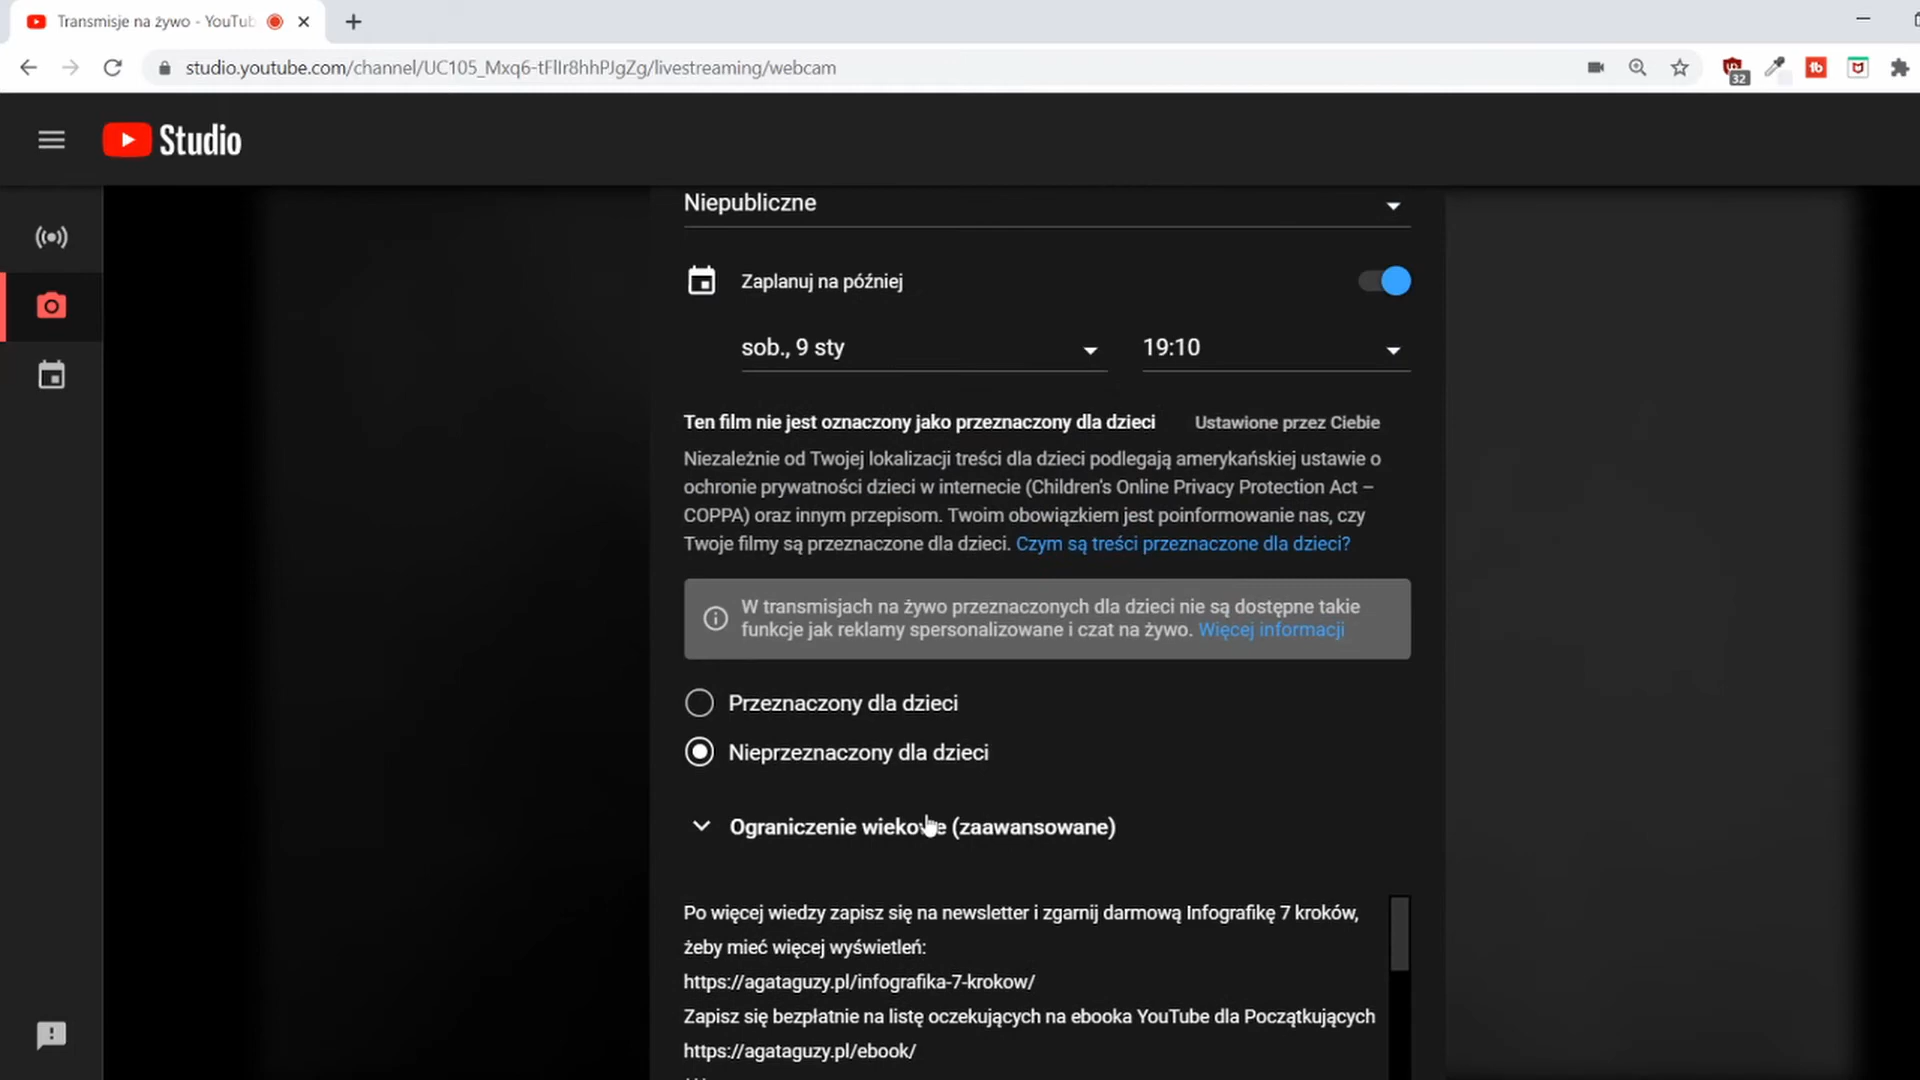 Transmisje na żywo - YouTub
studio.youtube.com/channel/UC105_Mxq6-tFlIr8hhPJgZg/livestreaming/webcam
32
Studio
Niepubliczne
Zaplanuj na później
sob., 9 sty
19:10
Ten film nie jest oznaczony jako przeznaczony dla dzieci Ustawione przez Ciebie
Niezależnie od Twojej lokalizacji treści dla dzieci podlegają amerykańskiej ustawie o
ochronie prywatności dzieci w internecie (Children's Online Privacy Protection Act –
COPPA) oraz innym przepisom. Twoim obowiązkiem jest poinformowanie nas, czy
Twoje filmy są przeznaczone dla dzieci. Czym są treści przeznaczone dla dzieci?
W transmisjach na żywo przeznaczonych dla dzieci nie są dostępne takie
funkcje jak reklamy spersonalizowane i czat na żywo. Więcej informacji
Przeznaczony dla dzieci
Nieprzeznaczony dla dzieci
Ograniczenie wiekowe (zaawansowane)
Po więcej wiedzy zapisz się na newsletter i zgarnij darmową Infografikę 7 kroków,
żeby mieć więcej wyświetleń:
https://agataguzy.pl/infografika-7-krokow/
Zapisz się bezpłatnie na listę oczekujących na ebooka YouTube dla Początkujących
https://agataguzy.pl/ebook/